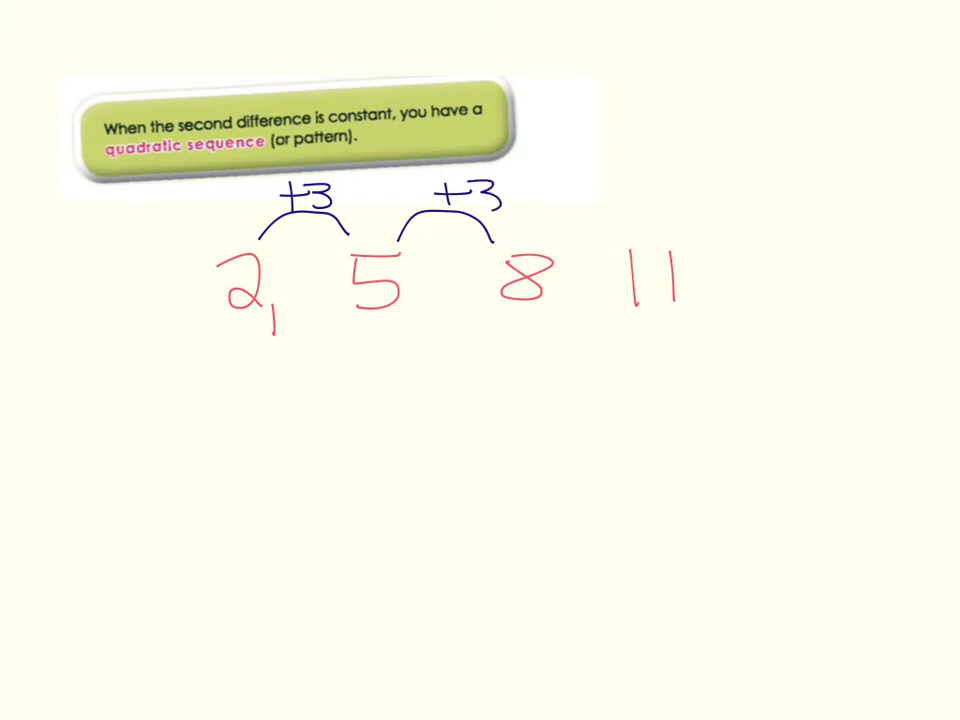 When the second difference is constant, you have a
quadratic sequence (or pattern).
+3 +3
2, 5 8 11